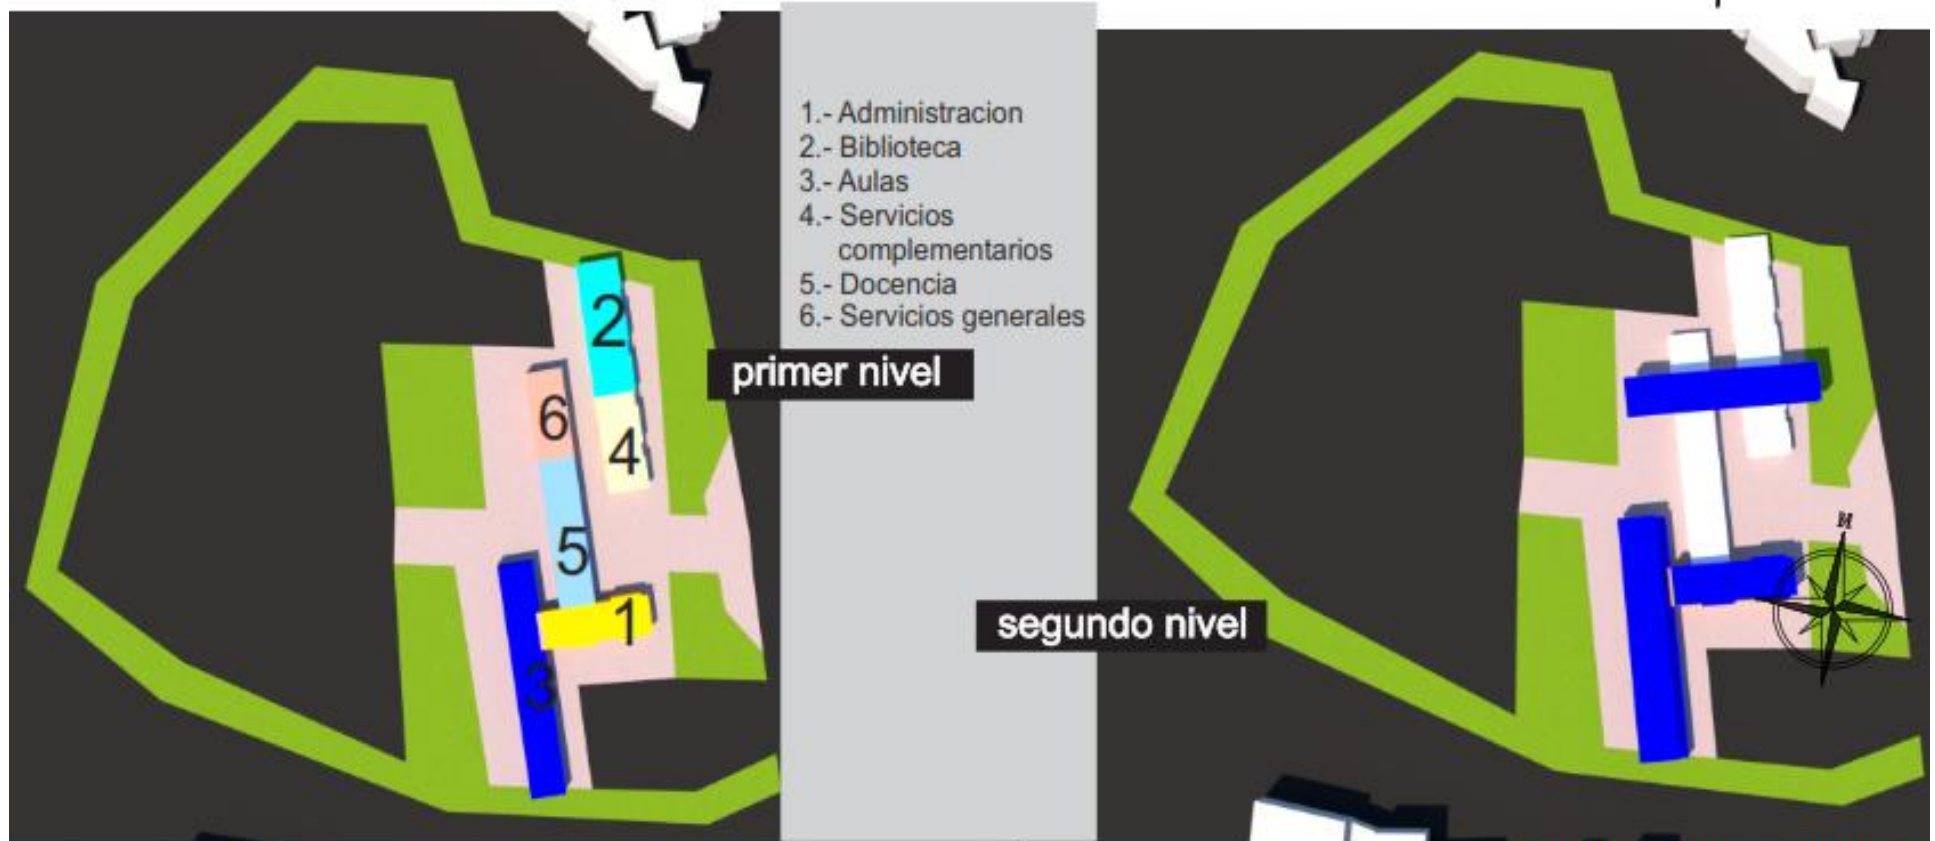 1.- Administracion
2.- Biblioteca
3.- Aulas
4.- Servicios
complementarios
5.- Docencia
6.- Servicios generales
primer nivel
segundo nivel
2
6
4
5
1
3
N